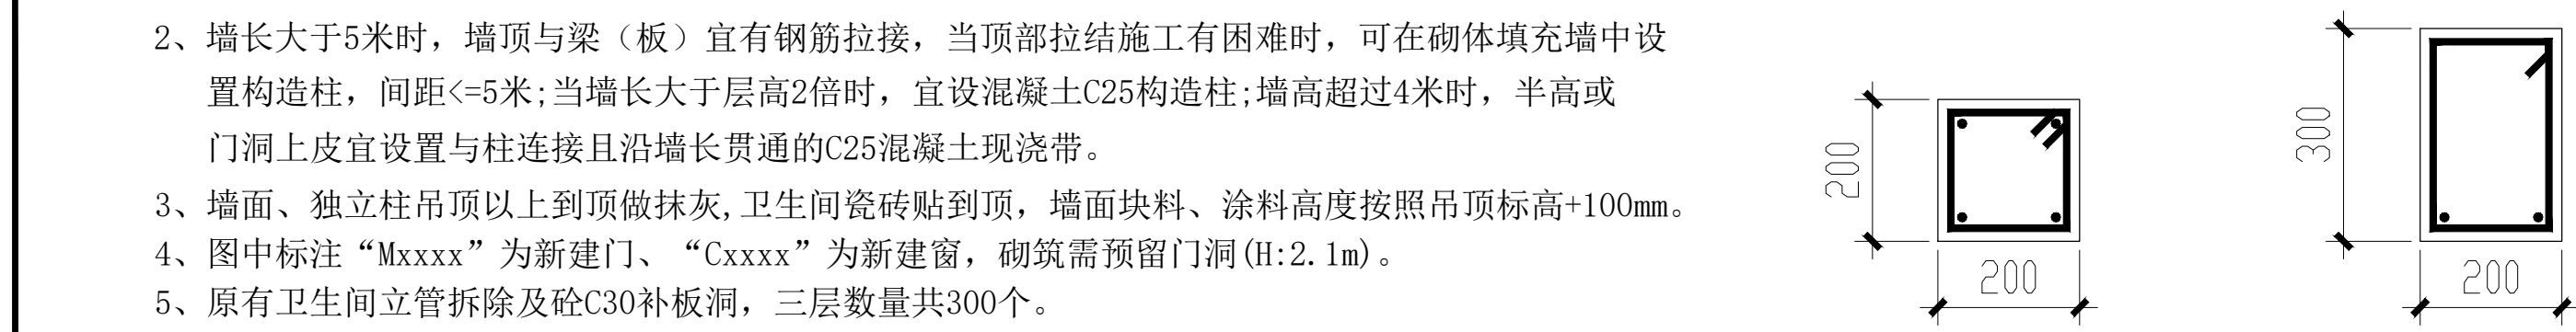 2、墙长大于5米时，墙顶与梁（板）宜有钢筋拉接，当顶部拉结施工有困难时，可在砌体填充墙中设
置构造柱，间距<=5米;当墙长大于层高2倍时，宜设混凝土C25构造柱;墙高超过4米时，半高或
门洞上皮宜设置与柱连接且沿墙长贯通的C25混凝土现浇带。
3、墙面、独立柱吊顶以上到顶做抹灰,卫生间瓷砖贴到顶，墙面块料、涂料高度按照吊顶标高+100mm。
4、图中标注“Mxxxx”为新建门、“Cxxxx”为新建窗，砌筑需预留门洞(H:2.1m)。
5、原有卫生间立管拆除及砼C30补板洞，三层数量共300个。
200
200
300
200